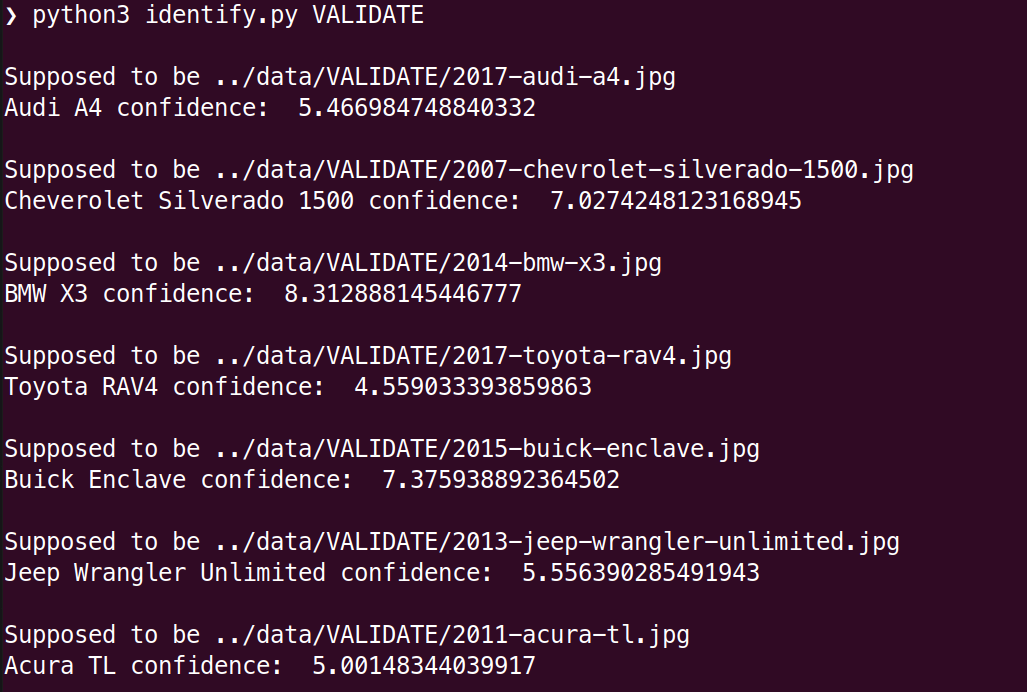 ❯ python3 identify.py VALIDATE
Supposed to be ../data/VALIDATE/2017-audi-a4.jpg
Audi A4 confidence:  5.466984748840332
Supposed to be ../data/VALIDATE/2007-chevrolet-silverado-1500.jpg
Cheverolet Silverado 1500 confidence:  7.0274248123168945
Supposed to be ../data/VALIDATE/2014-bmw-x3.jpg
BMW X3 confidence:  8.312888145446777
Supposed to be ../data/VALIDATE/2017-toyota-rav4.jpg
Toyota RAV4 confidence:  4.559033393859863
Supposed to be ../data/VALIDATE/2015-buick-enclave.jpg
Buick Enclave confidence:  7.375938892364502
Supposed to be ../data/VALIDATE/2013-jeep-wrangler-unlimited.jpg
Jeep Wrangler Unlimited confidence:  5.556390285491943
Supposed to be ../data/VALIDATE/2011-acura-tl.jpg
Acura TL confidence:  5.00148344039917